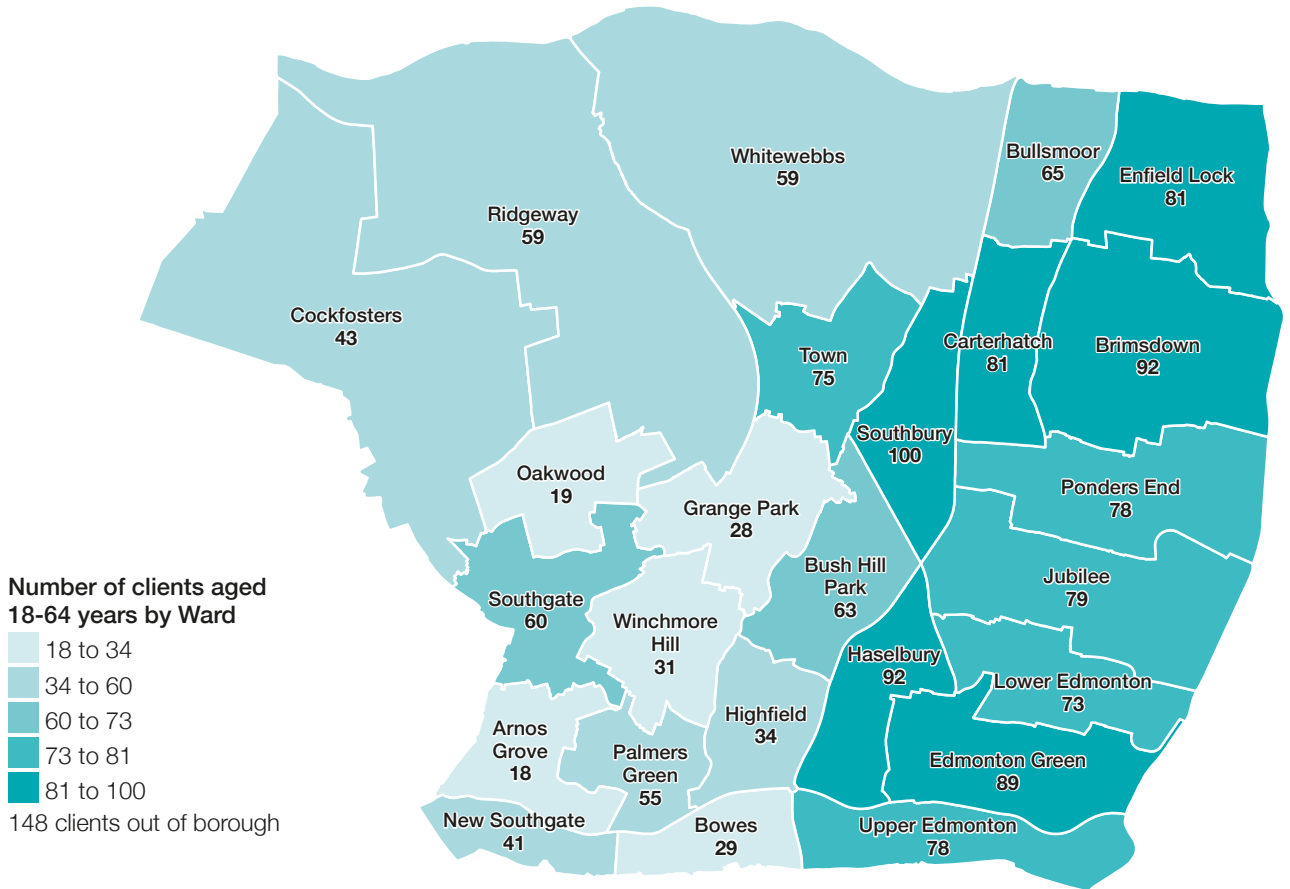 Whitewebbs
59
Bullsmoor
65
Enfield Lock
81
Ridgeway
59
Cockfosters
43
Town
75
Carterhatch
81
Brimsdown
92
Southbury
100
Oakwood
19
Grange Park
28
Ponders End
78
Bush Hill
Park
63
Jubilee
79
Southgate
60
Winchmore
Hill
31
Haselbury
92
Lower Edmonton
73
Highfield
34
Arnos
Grove
18
Palmers
Green
55
Edmonton Green
89
New Southgate
41
Bowes
29
Upper Edmonton
78
Number of clients aged
18-64 years by Ward
18 to 34
34 to 60
60 to 73
73 to 81
81 to 100
148 clients out of borough